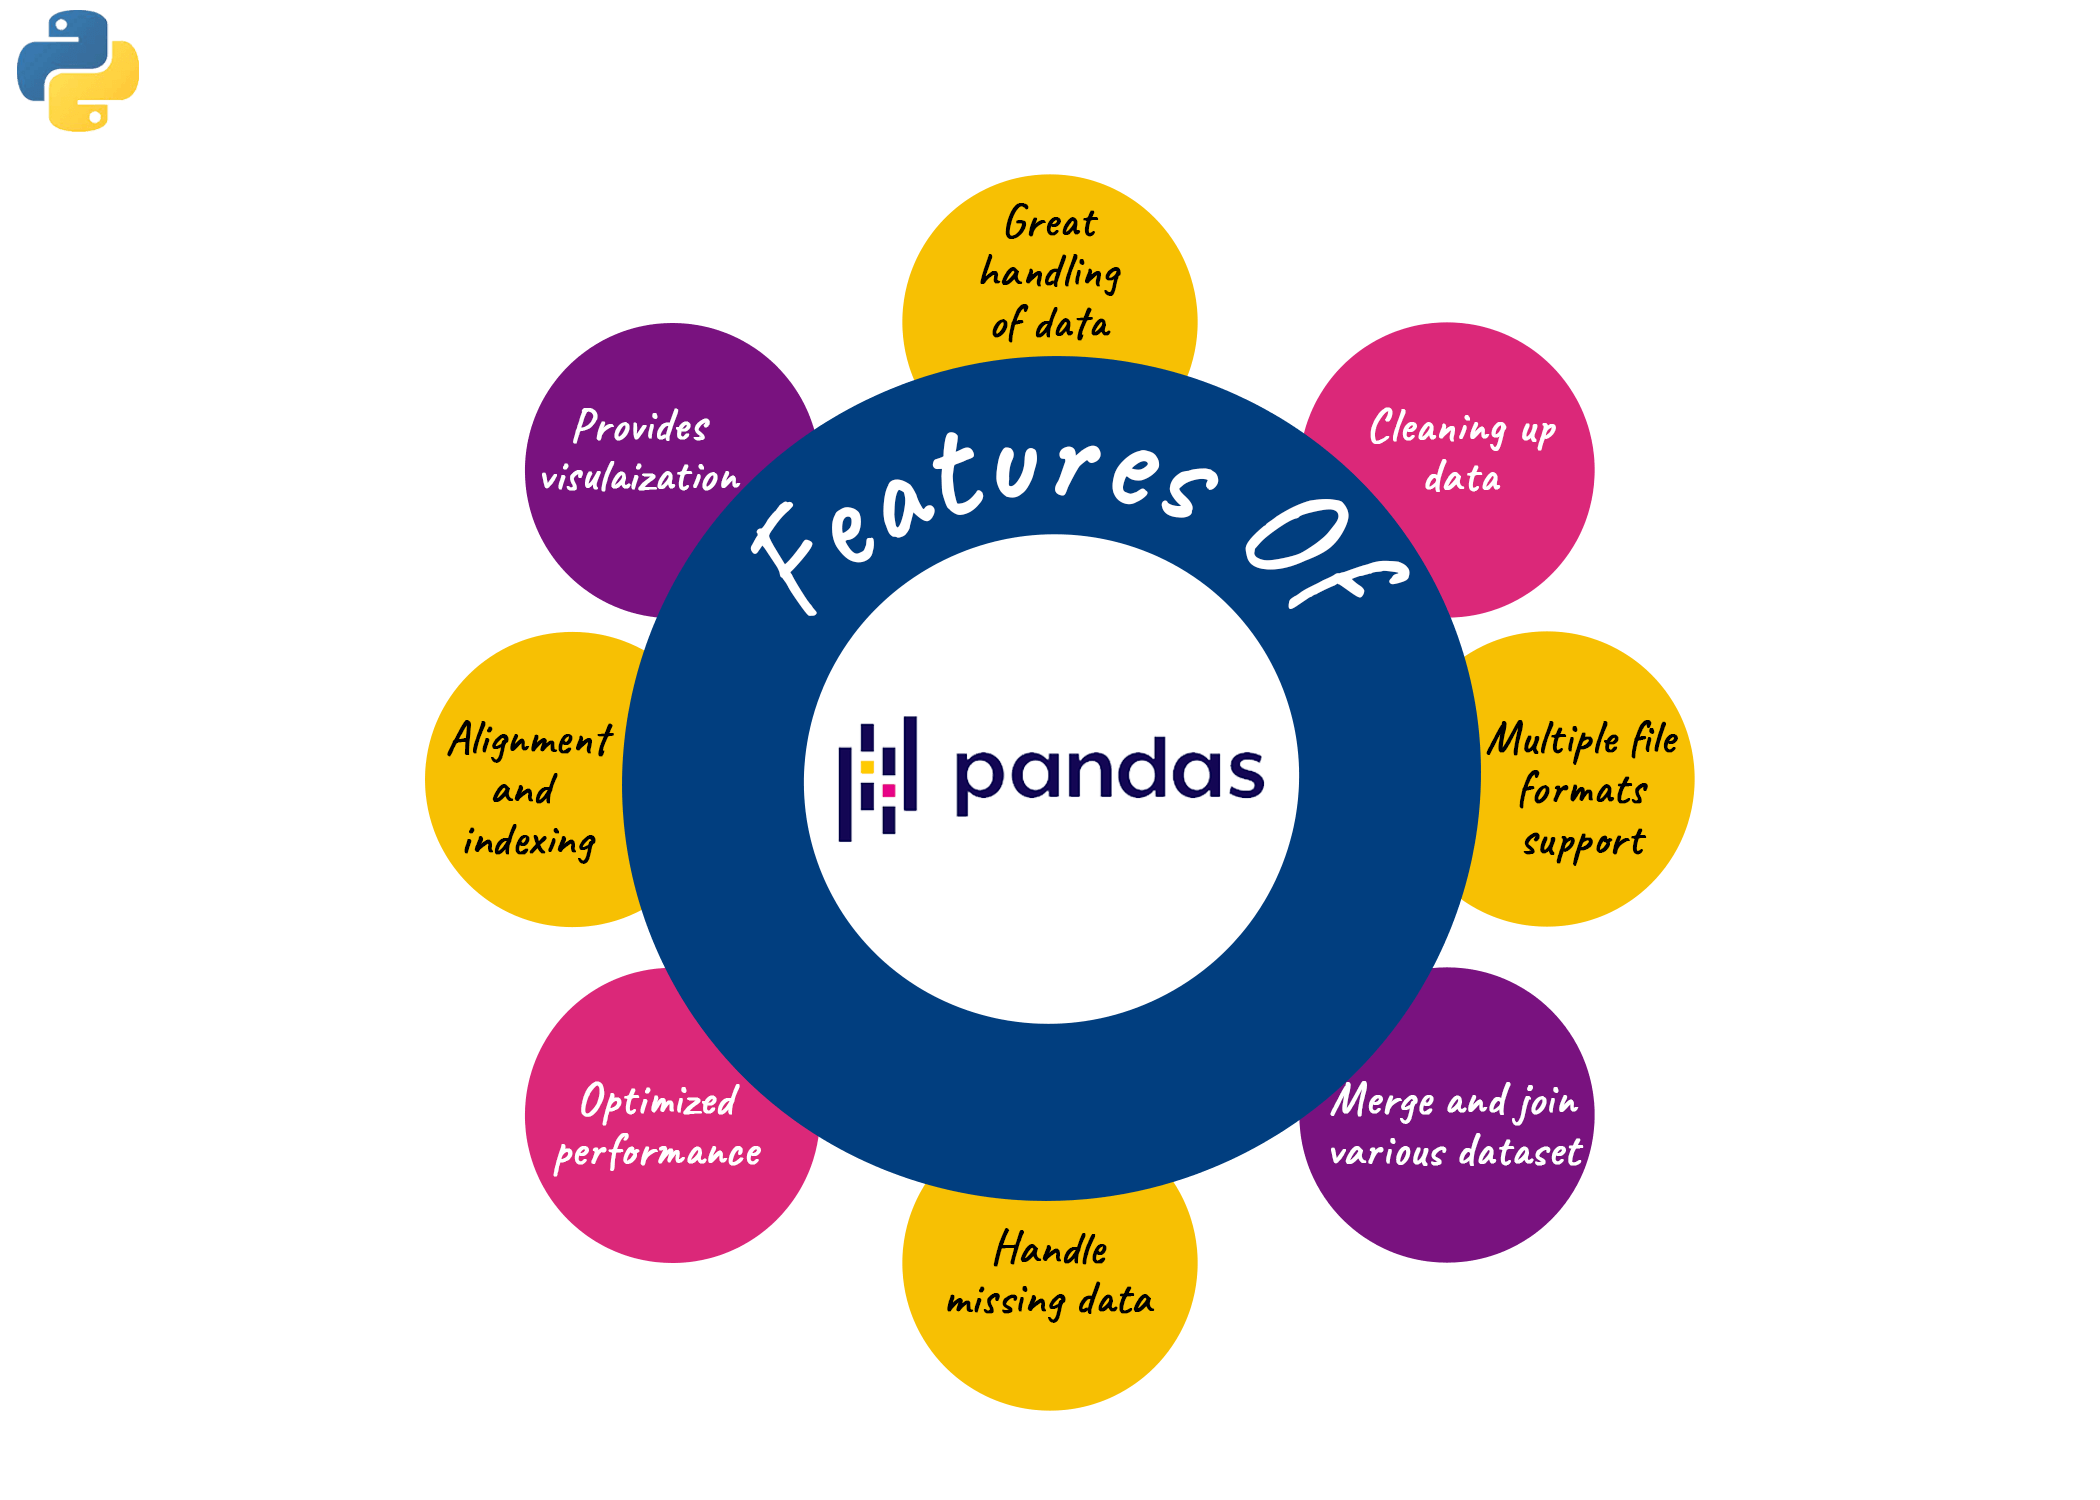 Great
handling
of data
Cleaning up
data
Multiple file
formats
support
Merge and join
various dataset
Handle
missing data
Optimized
performance
Alignment
and
indexing
Provides
visulaization
Features Of
pandas